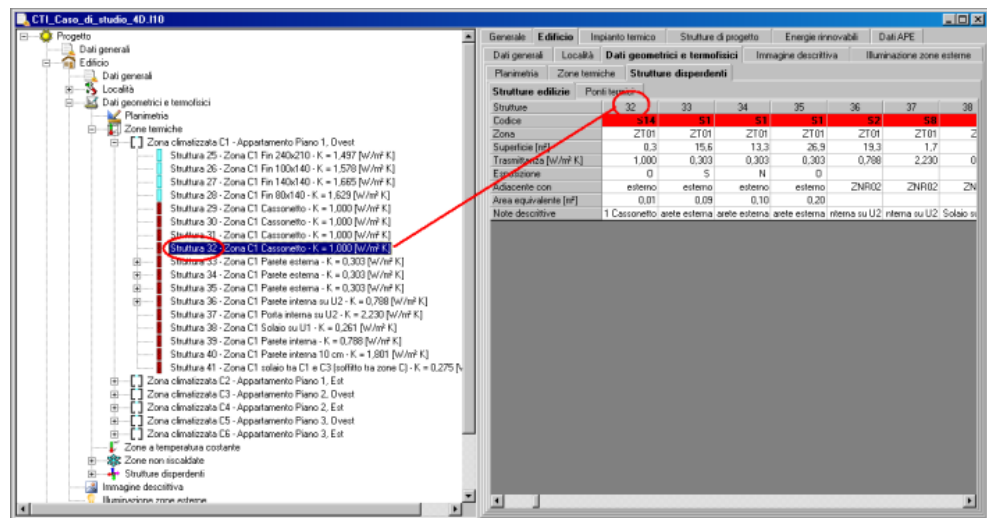 CTI_Caso_di_studio_4D.I10
Progetto
Dati generali
Edificio
Dati generali
Località
Dati geometrici e termofisici
Planimetria
Zone termiche
Zona climatizzata C1 - Appartamento Piano 1, Ovest
Struttura 25 - Zona C1 Fin 240x210 - K = 1,497 [W/m² K]
Struttura 26 - Zona C1 Fin 100x140 - K = 1,578 [W/m² K]
Struttura 27 - Zona C1 Fin 140x140 - K = 1,665 [W/m² K]
Struttura 28 - Zona C1 Fin 80x140 - K = 1,629 [W/m² K]
Struttura 29 - Zona C1 Cassonetto - K = 1,000 [W/m² K]
Struttura 30 - Zona C1 Cassonetto - K = 1,000 [W/m² K]
Struttura 31 - Zona C1 Cassonetto - K = 1,000 [W/m² K]
Struttura 32 - Zona C1 Cassonetto - K = 1,000 [W/m² K]
Struttura 33 - Zona C1 Parete esterna - K = 0,303 [W/m² K]
Struttura 34 - Zona C1 Parete esterna - K = 0,303 [W/m² K]
Struttura 35 - Zona C1 Parete esterna - K = 0,303 [W/m² K]
Struttura 36 - Zona C1 Parete interna su U2 - K = 0,788 [W/m² K]
Struttura 37 - Zona C1 Porta interna su U2 - K = 2,230 [W/m² K]
Struttura 38 - Zona C1 Solaio su U1 - K = 0,261 [W/m² K]
Struttura 39 - Zona C1 Parete interna - K = 0,788 [W/m² K]
Struttura 40 - Zona C1 Parete interna 10 cm - K = 1,801 [W/m² K]
Struttura 41 - Zona C1 solaio tra C1 e C3 (soffitto tra zone C) - K = 0,275 [W
Zona climatizzata C2 - Appartamento Piano 1, Est
Zona climatizzata C3 - Appartamento Piano 2, Ovest
Zona climatizzata C4 - Appartamento Piano 2, Est
Zona climatizzata C5 - Appartamento Piano 3, Ovest
Zona climatizzata C6 - Appartamento Piano 3, Est
Zone a temperatura costante
Zone non riscaldate
Strutture disperdenti
Immagine descrittiva
Illuminazione zone esterne
Generale Edificio Impianto termico Strutture di progetto Energie rinnovabili Dati APE
Dati generali Località Dati geometrici e termofisici Immagine descrittiva Illuminazione zone esterne
Planimetria Zone termiche Strutture disperdenti
Strutture edilizie Ponti termici
Strutture 32 33 34 35 36 37 38
Codice S14 S1 S1 S1 S2 S8
Zona ZT01 ZT01 ZT01 ZT01 ZT01 ZT01 Z
Superficie [m²] 0,3 15,6 13,3 26,9 19,3 1,7
Trasmittanza [W/m² K] 1,000 0,303 0,303 0,303 0,788 2,230 0
Esposizione O S N O
Adiacente con esterno esterno esterno esterno ZNR02 ZNR02 ZN
Area equivalente [m²] 0,01 0,09 0,10 0,20
Note descrittive 1 Cassonetto arete esterna arete esterna arete esterna nterna su U2 nterna su U2 Solaio su